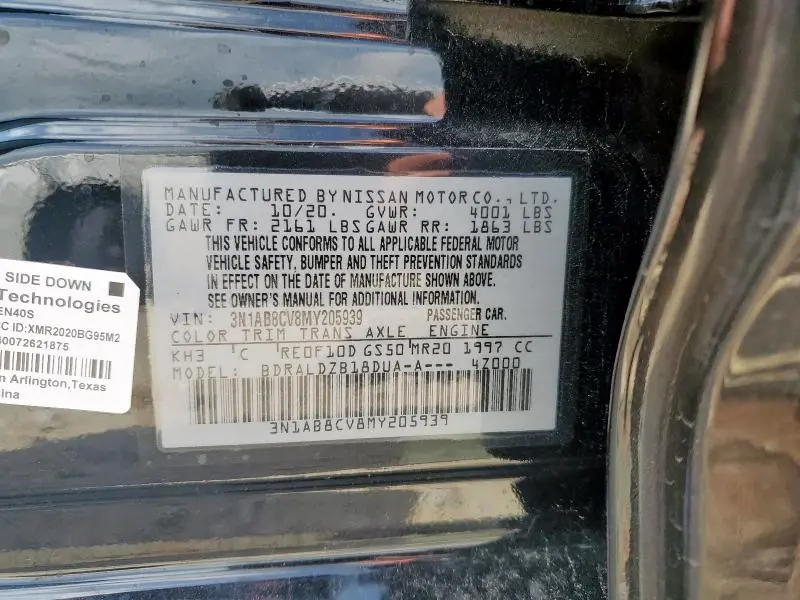 MANUFACTURED BY NISSAN MOTOR CO., LTD.
DATE: 10/20. GVWR: 4001 LBS
GAWR FR: 2161 LBS GAWR RR: 1863 LBS
THIS VEHICLE CONFORMS TO ALL APPLICABLE FEDERAL MOTOR
VEHICLE SAFETY, BUMPER AND THEFT PREVENTION STANDARDS
IN EFFECT ON THE DATE OF MANUFACTURE SHOWN ABOVE.
SEE OWNER'S MANUAL FOR ADDITIONAL INFORMATION.
VIN: 3N1AB8CV8MY205939 PASSENGER CAR.
COLOR TRIM TRANS AXLE ENGINE
KH3 C RE0F10D GS50 MR20 1997 CC
MODEL: BDRALDZB18DUA-A--- 4Z000
3N1AB8CV8MY205939
SIDE DOWN
Technologies
EN40S
C ID:XMR2020BG95M2
0072621875
n Arlington,Texas
ina